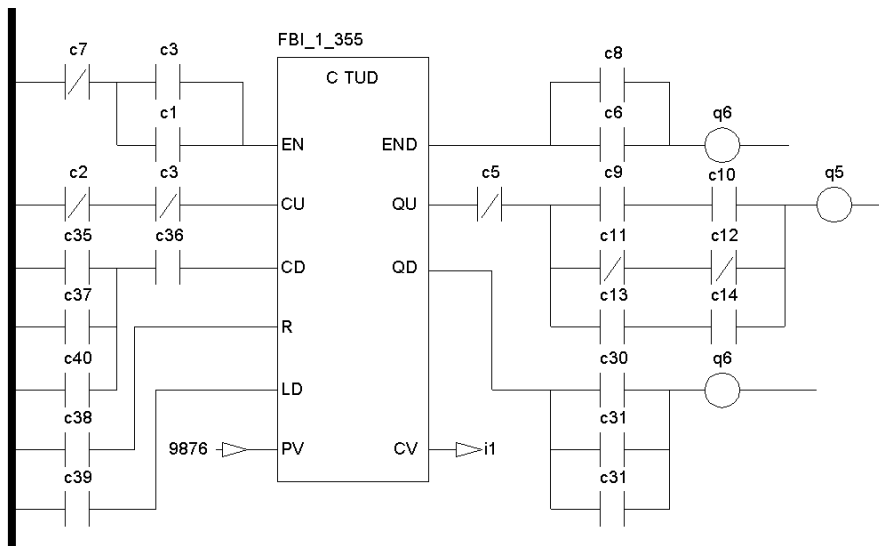 FBI_1_355
c7 c3 C TUD c8
c1 c6 q6
EN END
c2 c3 c5 c9 c10 q5
CU QU
c35 c36 c11 c12
CD QD
c37 c13 c14
R
c40 c30 q6
LD
c38 c31
9876 PV CV i1
c39 c31